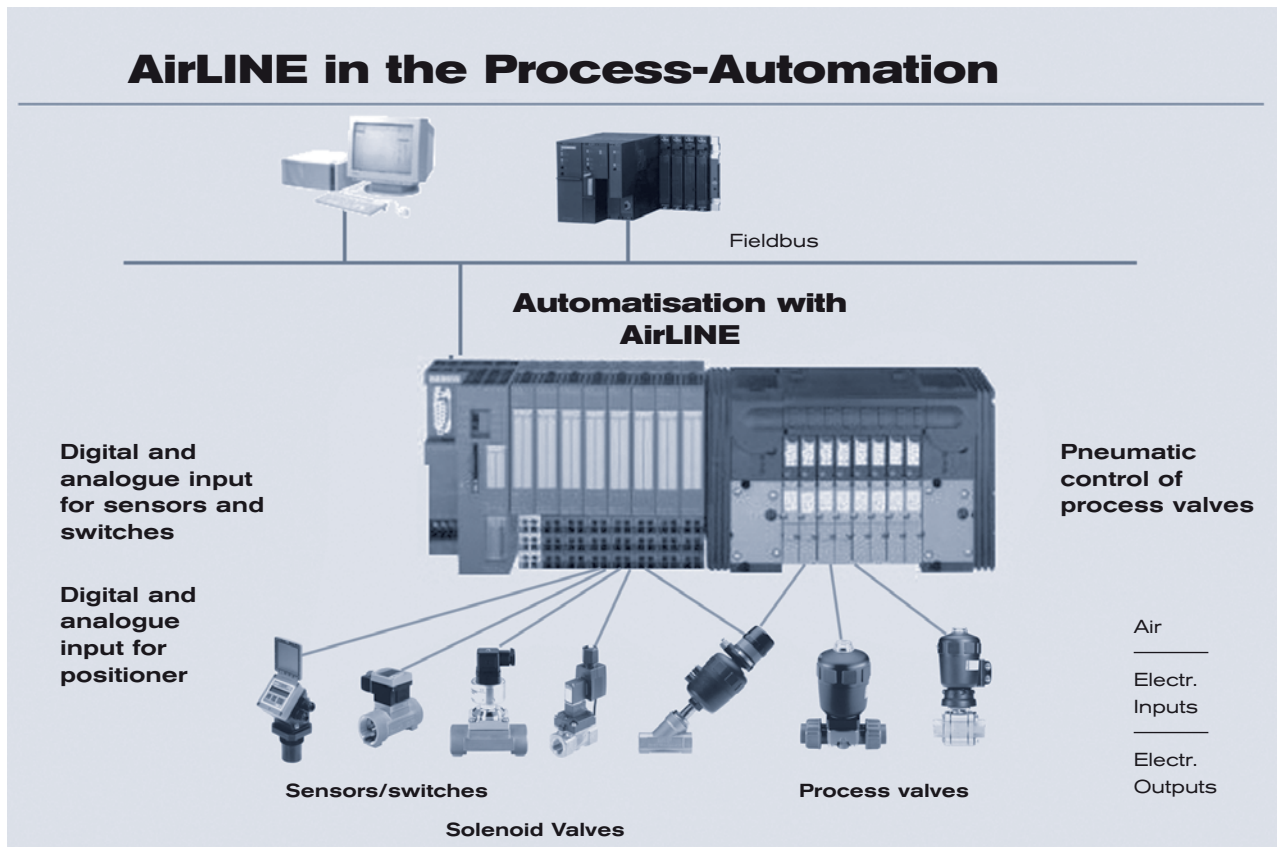 AirLINE in the Process-Automation
Fieldbus
Automatisation with
AirLINE
Digital and
analogue input
for sensors and
switches
Digital and
analogue
input for
positioner
Pneumatic
control of
process valves
Air
Electr.
Inputs
Electr.
Outputs
Sensors/switches
Process valves
Solenoid Valves